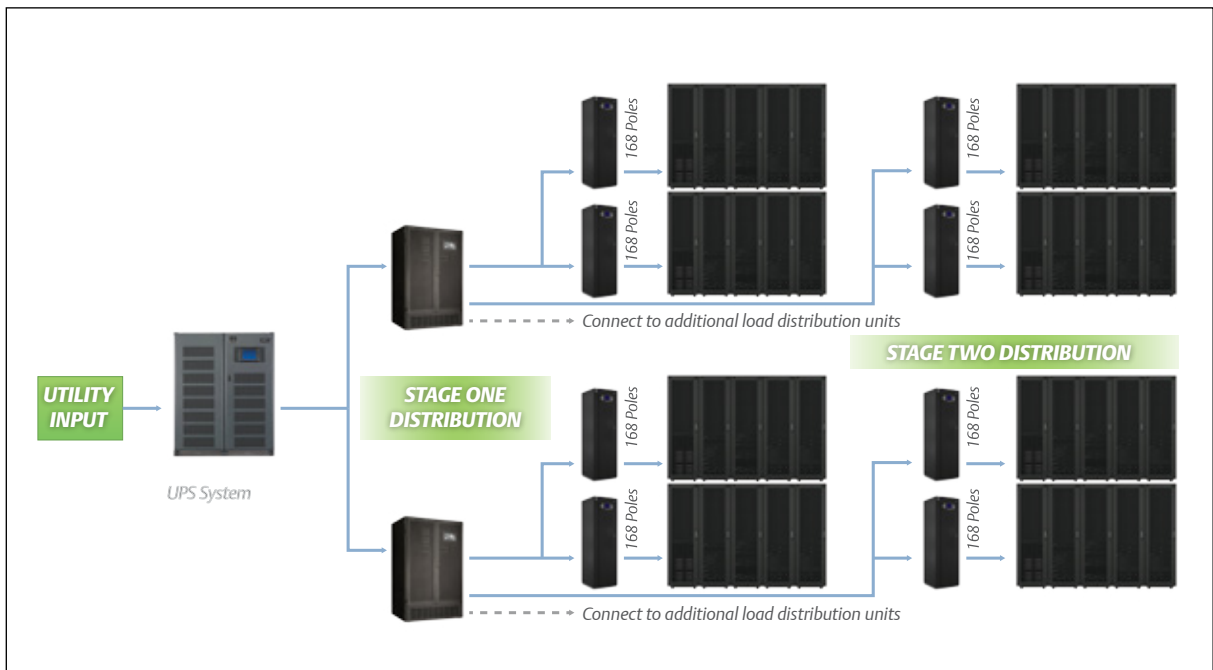 168 Poles
168 Poles
168 Poles
168 Poles
Connect to additional load distribution units
STAGE TWO DISTRIBUTION
UTILITY
INPUT
STAGE ONE
DISTRIBUTION
UPS System
168 Poles
168 Poles
168 Poles
168 Poles
Connect to additional load distribution units